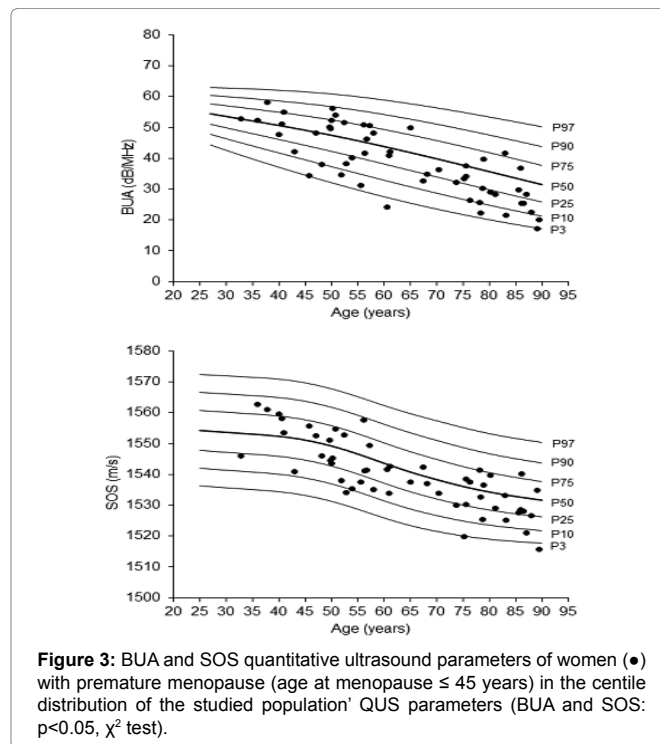 70
60
50
40
30
20
10
0
BUA (dB/MHz)
P97
P90
P75
P50
P25
P10
P3
20 25 30 35 40 45 50 55 60 65 70 75 80 85 90 95
Age (years)
1580
1570
1560
1550
1540
1530
1520
1510
1500
SOS (m/s)
P97
P90
P75
P50
P25
P10
P3
20 25 30 35 40 45 50 55 60 65 70 75 80 85 90 95
Age (years)
Figure 3: BUA and SOS quantitative ultrasound parameters of women (●)
with premature menopause (age at menopause ≤ 45 years) in the centile
distribution of the studied population’ QUS parameters (BUA and SOS:
p<0.05, χ² test).